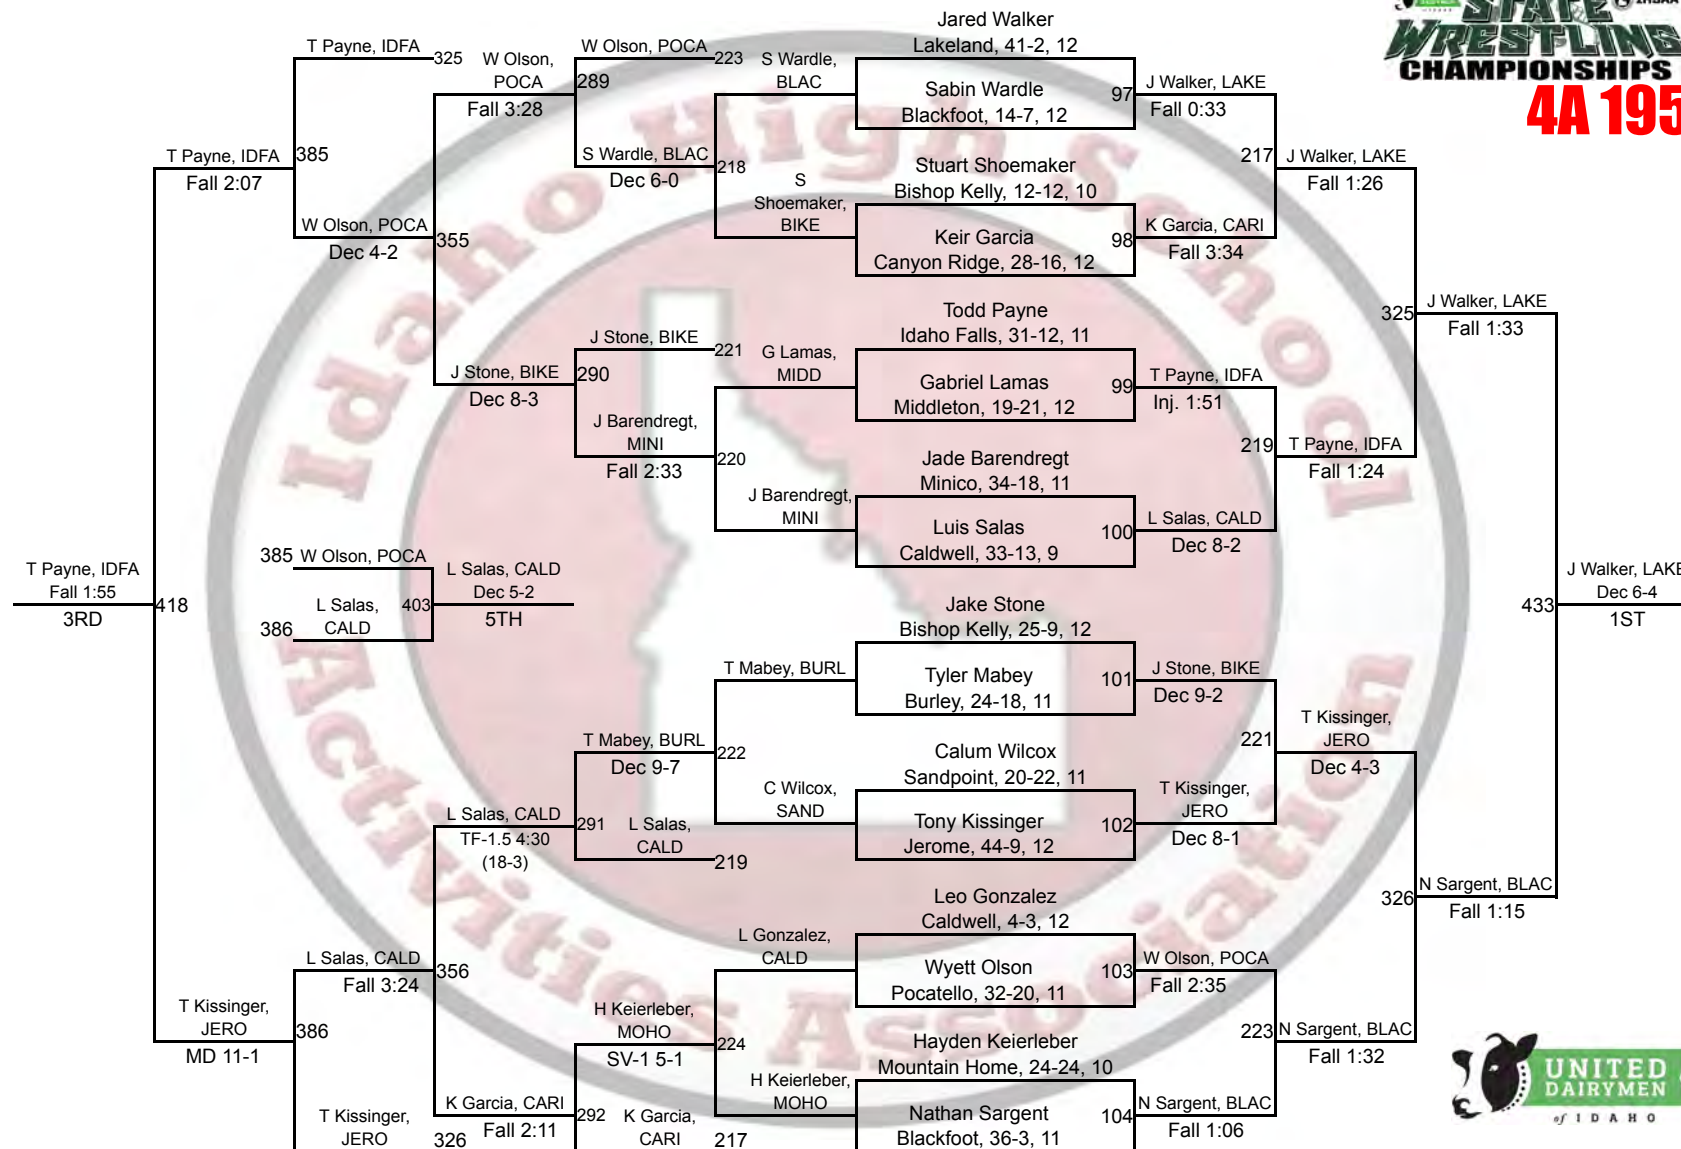 Jared Walker
Lakeland, 41-2, 12
STATE
WRESTLING
CHAMPIONSHIPS
4A 195
T Payne, IDFA
325
W Olson,
POCA
Fall 3:28
W Olson, POCA
223
289
S Wardle,
BLAC
Sabin Wardle
Blackfoot, 14-7, 12
97
J Walker, LAKE
Fall 0:33
T Payne, IDFA
Fall 2:07
385
S Wardle, BLAC
Dec 6-0
218
S
Shoemaker,
BIKE
Stuart Shoemaker
Bishop Kelly, 12-12, 10
217
J Walker, LAKE
Fall 1:26
W Olson, POCA
Dec 4-2
355
Keir Garcia
Canyon Ridge, 28-16, 12
98
K Garcia, CARI
Fall 3:34
Todd Payne
Idaho Falls, 31-12, 11
325
J Walker, LAKE
Fall 1:33
J Stone, BIKE
221
J Stone, BIKE
Dec 8-3
290
G Lamas,
MIDD
Gabriel Lamas
Middleton, 19-21, 12
99
T Payne, IDFA
Inj. 1:51
J Barendregt,
MINI
Fall 2:33
220
Jade Barendregt
Minico, 34-18, 11
219
T Payne, IDFA
Fall 1:24
J Barendregt,
MINI
Luis Salas
Caldwell, 33-13, 9
100
L Salas, CALD
Dec 8-2
T Payne, IDFA
Fall 1:55
3RD
418
385
W Olson, POCA
386
L Salas,
CALD
403
L Salas, CALD
Dec 5-2
5TH
433
J Walker, LAKE
Dec 6-4
1ST
Jake Stone
Bishop Kelly, 25-9, 12
T Mabey, BURL
Tyler Mabey
Burley, 24-18, 11
101
J Stone, BIKE
Dec 9-2
T Mabey, BURL
Dec 9-7
222
Calum Wilcox
Sandpoint, 20-22, 11
221
T Kissinger,
JERO
Dec 4-3
C Wilcox,
SAND
Tony Kissinger
Jerome, 44-9, 12
102
T Kissinger,
JERO
Dec 8-1
L Salas, CALD
TF-1.5 4:30
(18-3)
291
L Salas,
CALD
219
Leo Gonzalez
Caldwell, 4-3, 12
326
N Sargent, BLAC
Fall 1:15
L Salas, CALD
Fall 3:24
356
L Gonzalez,
CALD
Wyett Olson
Pocatello, 32-20, 11
103
W Olson, POCA
Fall 2:35
T Kissinger,
JERO
MD 11-1
386
H Keierleber,
MOHO
SV-1 5-1
224
Hayden Keierleber
Mountain Home, 24-24, 10
223
N Sargent, BLAC
Fall 1:32
H Keierleber,
MOHO
Nathan Sargent
Blackfoot, 36-3, 11
104
N Sargent, BLAC
Fall 1:06
T Kissinger,
JERO
326
K Garcia, CARI
Fall 2:11
292
K Garcia,
CARI
217
Idaho High School
Activities Association
UNITED
DAIRYMEN
of IDAHO